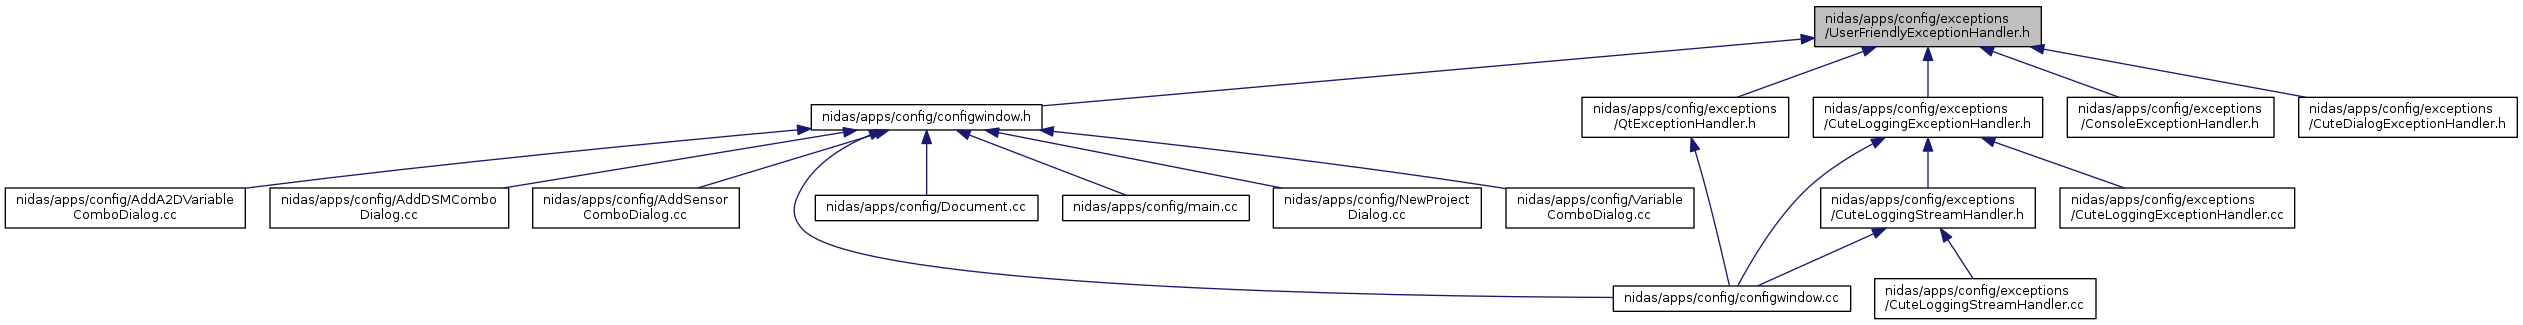 nidas/apps/config/exceptions
/UserFriendlyExceptionHandler.h
nidas/apps/config/configwindow.h
nidas/apps/config/exceptions
/QtExceptionHandler.h
nidas/apps/config/exceptions
/CuteLoggingExceptionHandler.h
nidas/apps/config/exceptions
/ConsoleExceptionHandler.h
nidas/apps/config/exceptions
/CuteDialogExceptionHandler.h
nidas/apps/config/AddA2DVariable
ComboDialog.cc
nidas/apps/config/AddDSMCombo
Dialog.cc
nidas/apps/config/AddSensor
ComboDialog.cc
nidas/apps/config/Document.cc
nidas/apps/config/main.cc
nidas/apps/config/NewProject
Dialog.cc
nidas/apps/config/Variable
ComboDialog.cc
nidas/apps/config/exceptions
/CuteLoggingStreamHandler.h
nidas/apps/config/exceptions
/CuteLoggingExceptionHandler.cc
nidas/apps/config/configwindow.cc
nidas/apps/config/exceptions
/CuteLoggingStreamHandler.cc